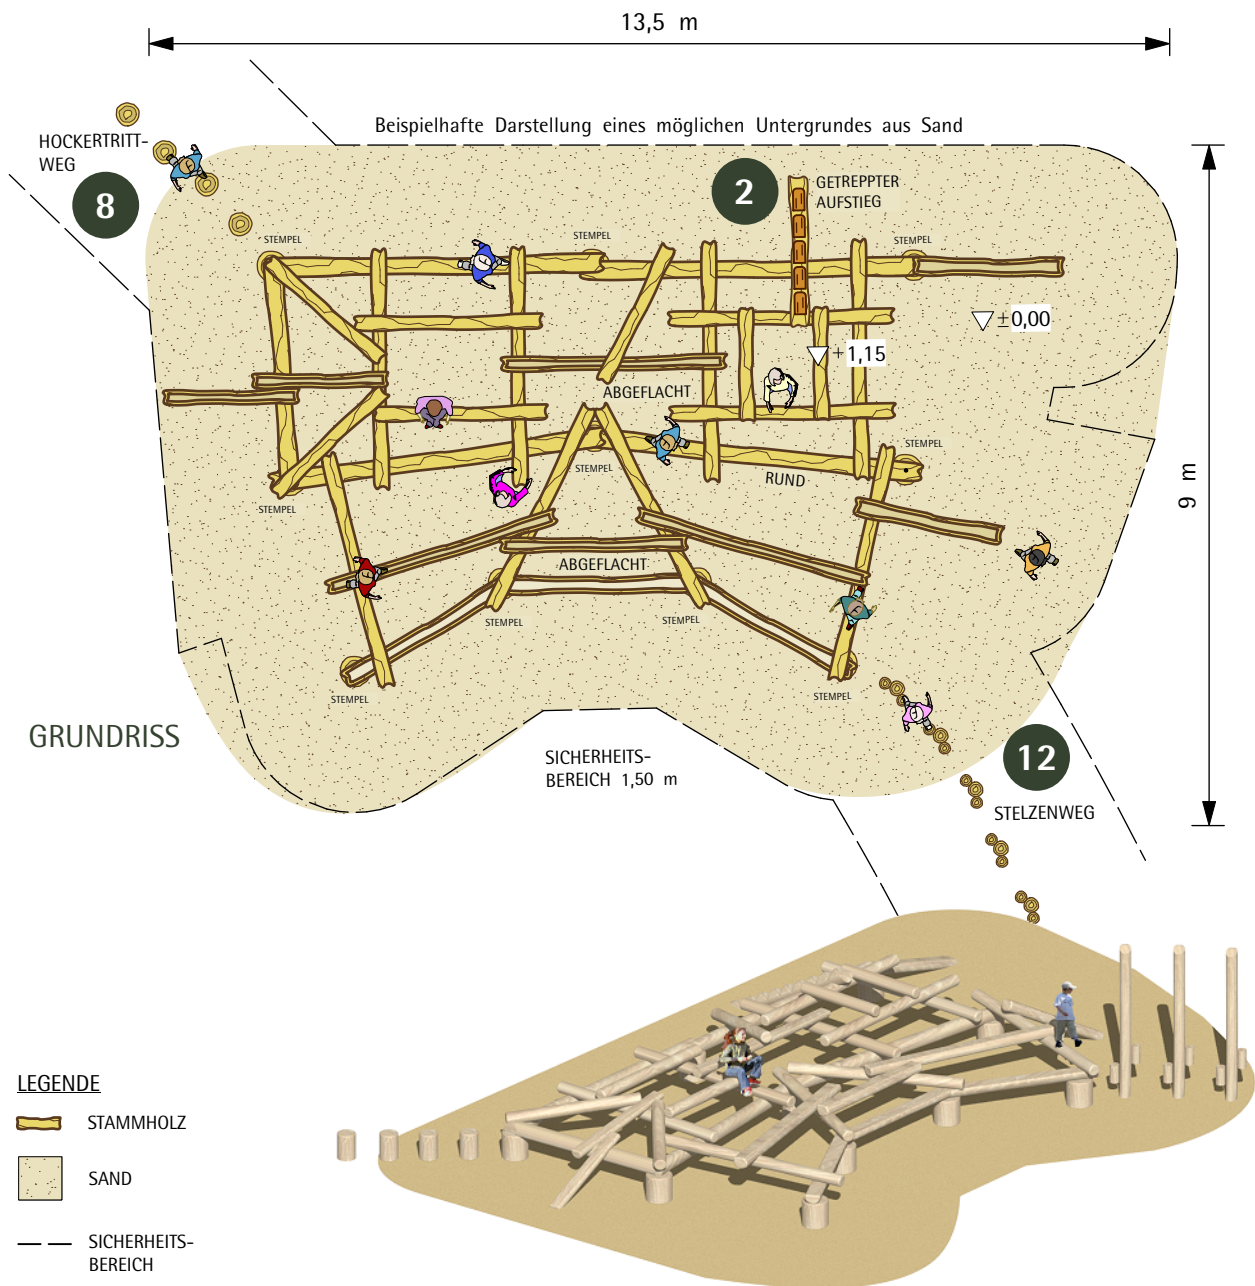 13,5 m
Beispielhafte Darstellung eines möglichen Untergrundes aus Sand
HOCKERTRITT-
WEG
8
2
GETREPPTER
AUFSTIEG
STEMPEL
STEMPEL
STEMPEL
±0,00
+1,15
ABGEFLACHT
STEMPEL
STEMPEL
RUND
STEMPEL
9 m
ABGEFLACHT
STEMPEL
STEMPEL
STEMPEL
STEMPEL
GRUNDRISS
SICHERHEITS-
BEREICH 1,50 m
12
STELZENWEG
LEGENDE
STAMMHOLZ
SAND
SICHERHEITS-
BEREICH